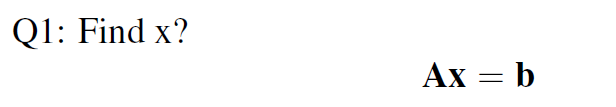 Q1: Find x?
Ax = b